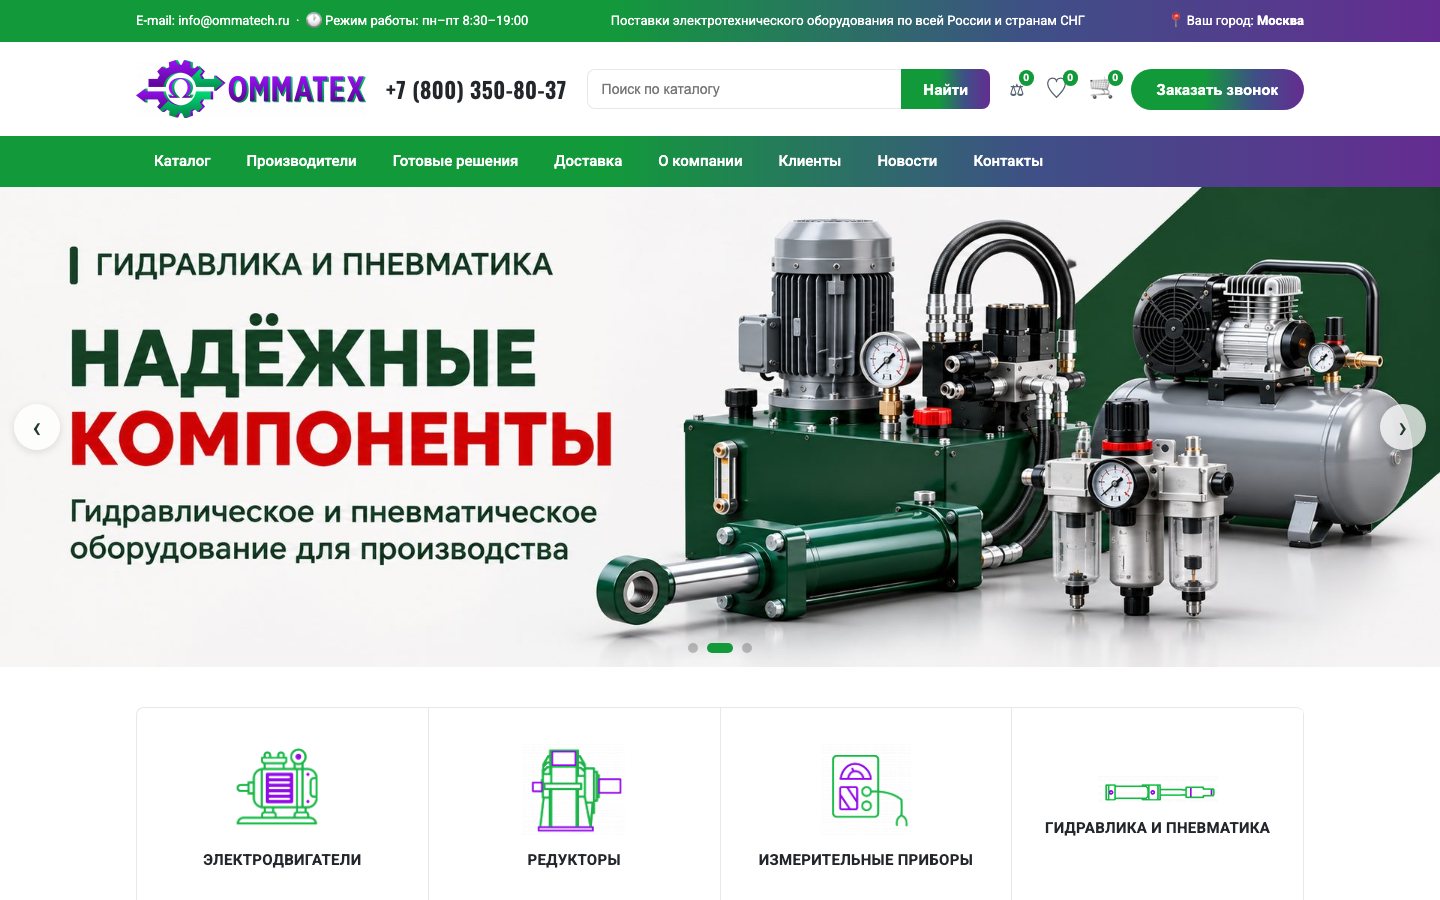 E-mail: info@ommatech.ru · Режим работы: пн–пт 8:30–19:00
Поставки электротехнического оборудования по всей России и странам СНГ
Ваш город: Москва
ОММАТЕХ
+7 (800) 350-80-37
Поиск по каталогу
Найти
0
0
0
Заказать звонок
Каталог
Производители
Готовые решения
Доставка
О компании
Клиенты
Новости
Контакты
ГИДРАВЛИКА И ПНЕВМАТИКА
НАДЁЖНЫЕ
КОМПОНЕНТЫ
Гидравлическое и пневматическое
оборудование для производства
ЭЛЕКТРОДВИГАТЕЛИ
РЕДУКТОРЫ
ИЗМЕРИТЕЛЬНЫЕ ПРИБОРЫ
ГИДРАВЛИКА И ПНЕВМАТИКА